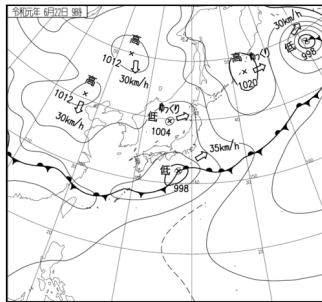 令和元年 6月22日 9時
30km/h
低
998
高
1012
30km/h
高 ゆっくり
1020
高
1012
30km/h
ゆっくり
低
1004
35km/h
低
998